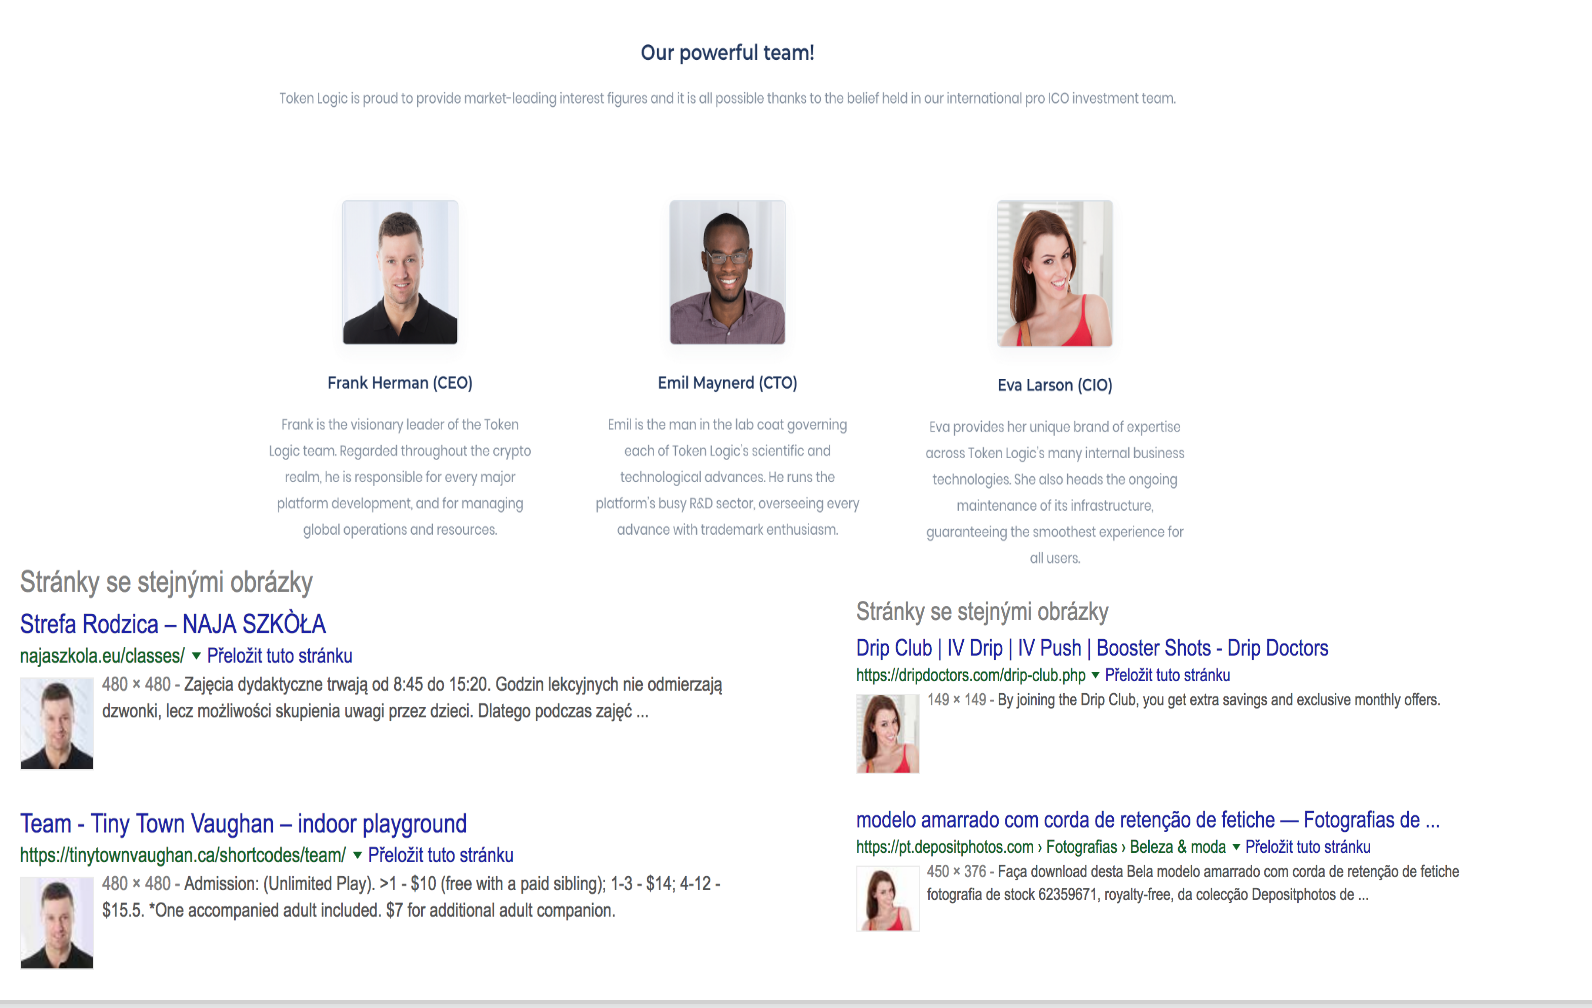 Our powerful team!
Token Logic is proud to provide market-leading interest figures and it is all possible thanks to the belief held in our international pro ICO investment team.
Frank Herman (CEO)
Frank is the visionary leader of the Token
Logic team. Regarded throughout the crypto
realm, he is responsible for every major
platform development, and for managing
global operations and resources.
Emil Maynerd (CTO)
Emil is the man in the lab coat governing
each of Token Logic's scientific and
technological advances. He runs the
platform's busy R&D sector, overseeing every
advance with trademark enthusiasm.
Eva Larson (CIO)
Eva provides her unique brand of expertise
across Token Logic's many internal business
technologies. She also heads the ongoing
maintenance of its infrastructure,
guaranteeing the smoothest experience for
all users.
Stránky se stejnými obrázky
Strefa Rodzica – NAJA SZKÒŁA
najaszkola.eu/classes/ ▼ Přeložit tuto stránku
480 × 480 - Zajęcia dydaktyczne trwają od 8:45 do 15:20. Godzin lekcyjnych nie odmierzają
dzwonki, lecz możliwości skupienia uwagi przez dzieci. Dlatego podczas zajęć ...
Team - Tiny Town Vaughan – indoor playground
https://tinytownvaughan.ca/shortcodes/team/ ▼ Přeložit tuto stránku
480 × 480 - Admission: (Unlimited Play). >1 - $10 (free with a paid sibling); 1-3 - $14; 4-12 -
$15.5. *One accompanied adult included. $7 for additional adult companion.
Stránky se stejnými obrázky
Drip Club | IV Drip | IV Push | Booster Shots - Drip Doctors
https://dripdoctors.com/drip-club.php ▼ Přeložit tuto stránku
149 × 149 - By joining the Drip Club, you get extra savings and exclusive monthly offers.
modelo amarrado com corda de retenção de fetiche — Fotografias de ...
https://pt.depositphotos.com › Fotografias › Beleza & moda ▼ Přeložit tuto stránku
450 × 376 - Faça download desta Bela modelo amarrado com corda de retenção de fetiche
fotografia de stock 62359671, royalty-free, da colecção Depositphotos de ...